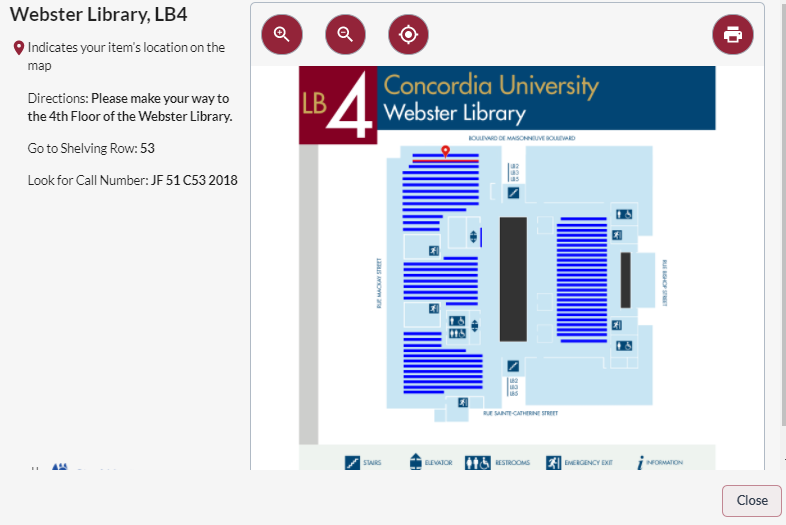 Webster Library, LB4
Indicates your item's location on the
map
Directions: Please make your way to
the 4th Floor of the Webster Library.
Go to Shelving Row: 53
Look for Call Number: JF 51 C53 2018
LB 4
Concordia University
Webster Library
BOULEVARD DE MAISONNEUVE BOULEVARD
LB2
LB3
LB5
RUE MACKAY STREET
RUE BISHOP STREET
LB2
LB3
LB5
RUE SAINTE-CATHERINE STREET
STAIRS
ELEVATOR
RESTROOMS
EMERGENCY EXIT
INFORMATION
Close